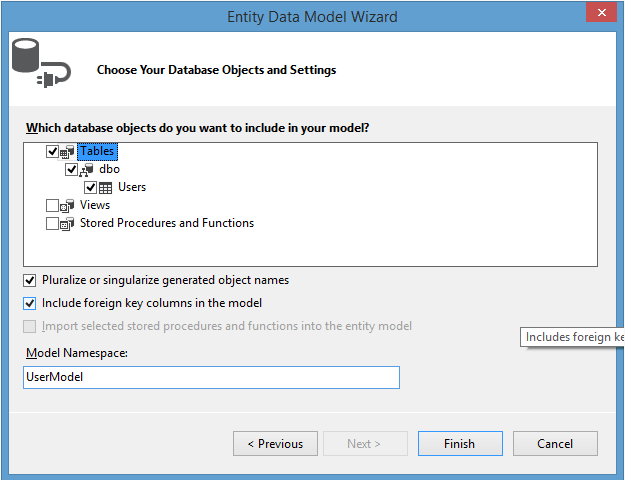 Entity Data Model Wizard
Choose Your Database Objects and Settings
Which database objects do you want to include in your model?
Tables
dbo
Users
Views
Stored Procedures and Functions
Pluralize or singularize generated object names
Include foreign key columns in the model
Import selected stored procedures and functions into the entity model
Includes foreign ke
Model Namespace:
UserModel
< Previous Next > Finish Cancel